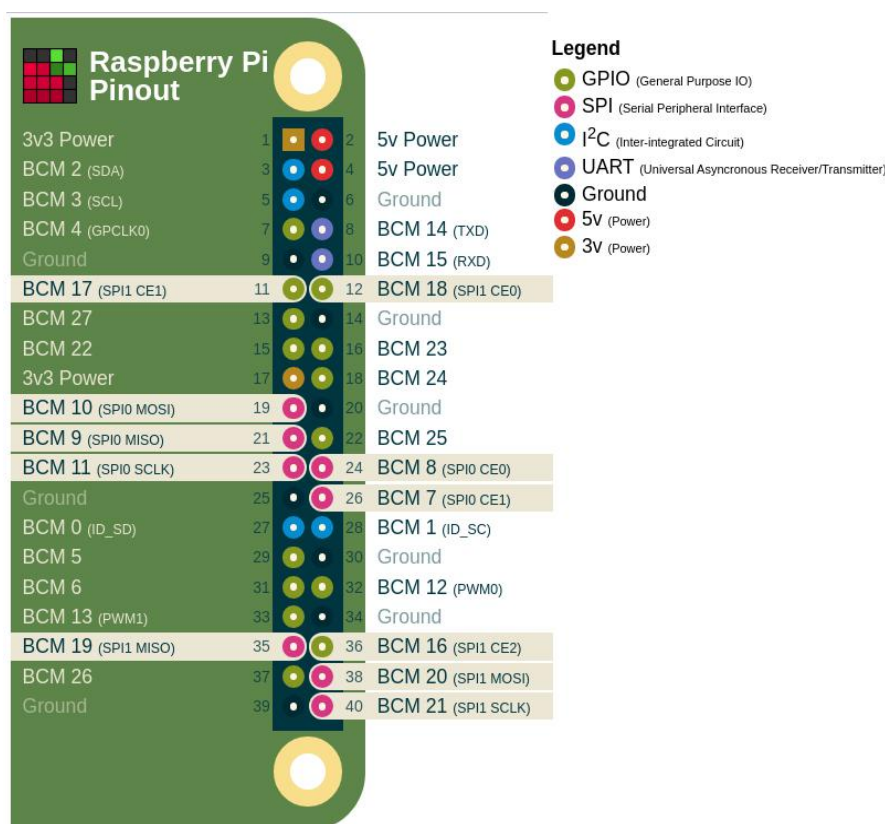 Raspberry Pi
Pinout
3v3 Power 1 2 5v Power
BCM 2 (SDA) 3 4 5v Power
BCM 3 (SCL) 5 6 Ground
BCM 4 (GPCLK0) 7 8 BCM 14 (TXD)
Ground 9 10 BCM 15 (RXD)
BCM 17 (SPI1 CE1) 11 12 BCM 18 (SPI1 CE0)
BCM 27 13 14 Ground
BCM 22 15 16 BCM 23
3v3 Power 17 18 BCM 24
BCM 10 (SPI0 MOSI) 19 20 Ground
BCM 9 (SPI0 MISO) 21 22 BCM 25
BCM 11 (SPI0 SCLK) 23 24 BCM 8 (SPI0 CE0)
Ground 25 26 BCM 7 (SPI0 CE1)
BCM 0 (ID_SD) 27 28 BCM 1 (ID_SC)
BCM 5 29 30 Ground
BCM 6 31 32 BCM 12 (PWM0)
BCM 13 (PWM1) 33 34 Ground
BCM 19 (SPI1 MISO) 35 36 BCM 16 (SPI1 CE2)
BCM 26 37 38 BCM 20 (SPI1 MOSI)
Ground 39 40 BCM 21 (SPI1 SCLK)
Legend
GPIO (General Purpose IO)
SPI (Serial Peripheral Interface)
I²C (Inter-integrated Circuit)
UART (Universal Asyncronous Receiver/Transmitter)
Ground
5v (Power)
3v (Power)